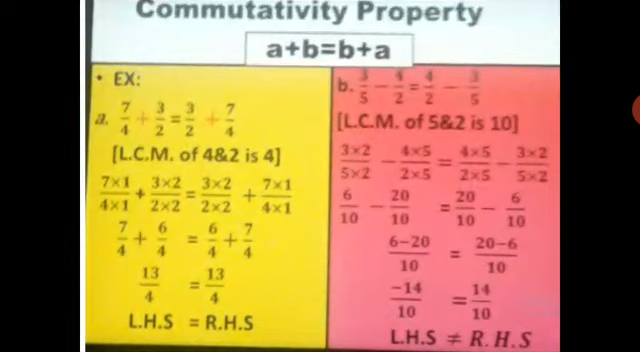 Commutativity Property
a+b=b+a
• EX:
a. 7/4 + 3/2 = 3/2 + 7/4
[L.C.M. of 4&2 is 4]
7×1/4×1 + 3×2/2×2 = 3×2/2×2 + 7×1/4×1
7/4 + 6/4 = 6/4 + 7/4
13/4 = 13/4
L.H.S = R.H.S
b. 3/5 − 4/2 = 4/2 − 3/5
[L.C.M. of 5&2 is 10]
3×2/5×2 − 4×5/2×5 = 4×5/2×5 − 3×2/5×2
6/10 − 20/10 = 20/10 − 6/10
6−20/10 = 20−6/10
−14/10 = 14/10
L.H.S ≠ R.H.S